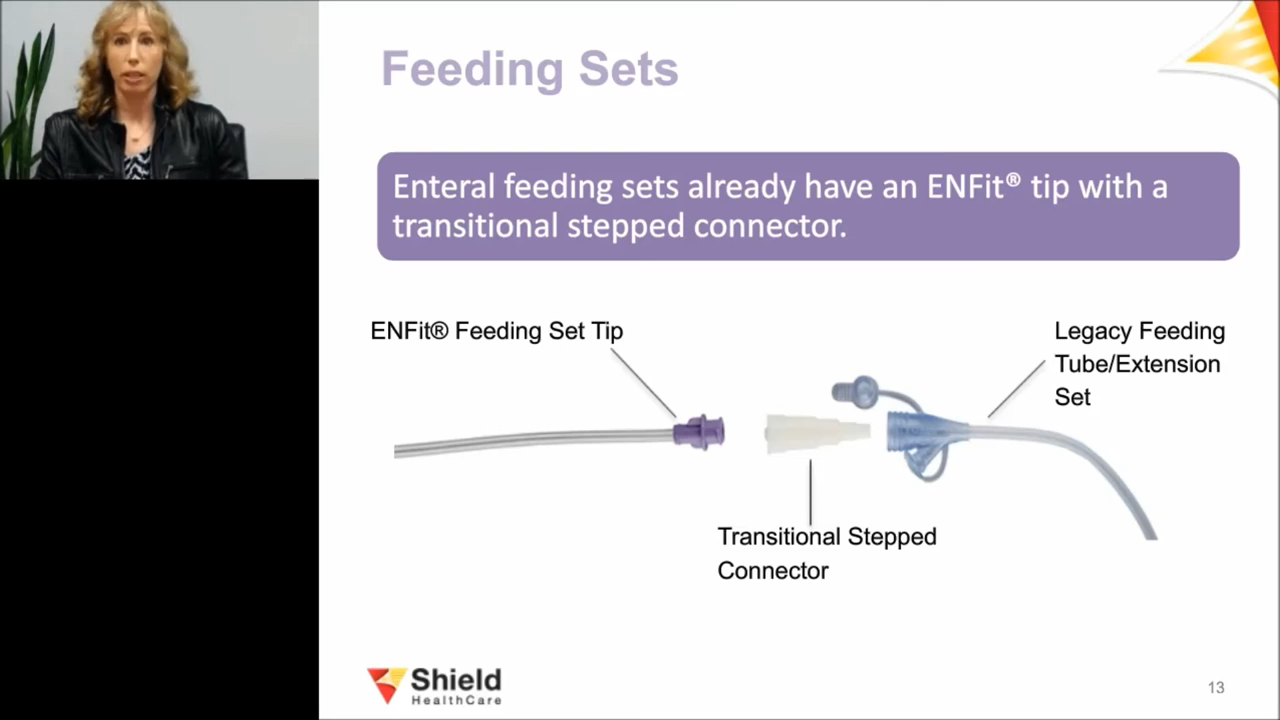 Feeding Sets
Enteral feeding sets already have an ENFit® tip with a
transitional stepped connector.
ENFit® Feeding Set Tip
Legacy Feeding
Tube/Extension
Set
Transitional Stepped
Connector
Shield
HealthCare
13